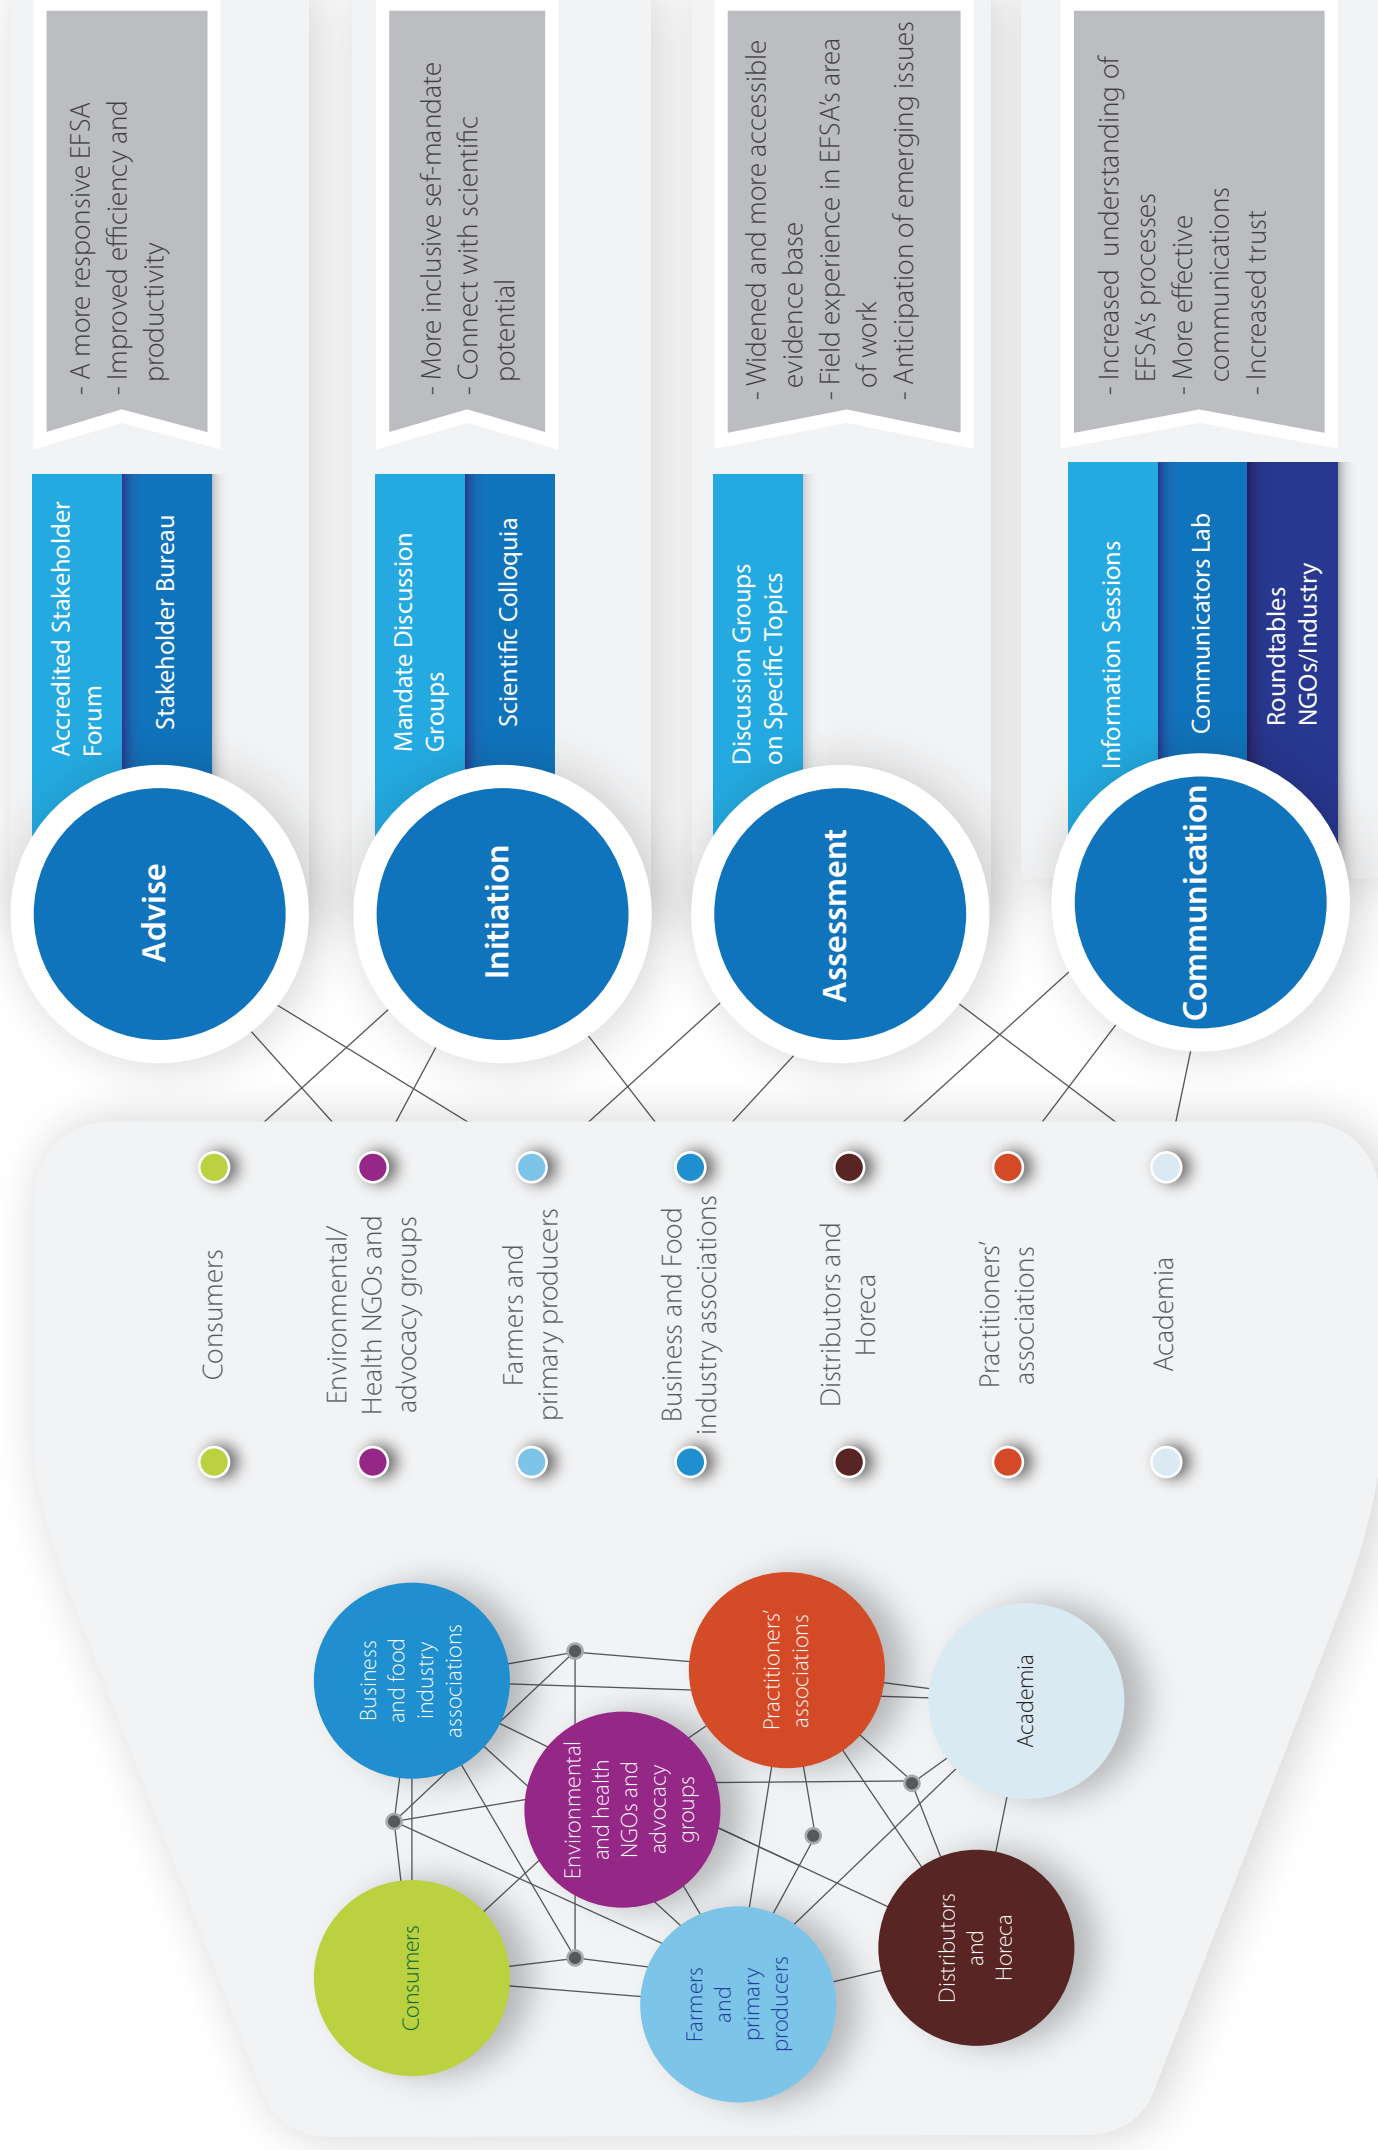 Consumers
Business
and food
industry
associations
Environmental
and health
NGOs and
advocacy
groups
Farmers
and
primary
producers
Practitioners’
associations
Distributors
and
Horeca
Academia
Consumers
Environmental/
Health NGOs and
advocacy groups
Farmers and
primary producers
Business and Food
industry associations
Distributors and
Horeca
Practitioners’
associations
Academia
Advise
Accredited Stakeholder
Forum
Stakeholder Bureau
- A more responsive EFSA
- Improved efficiency and
productivity
Initiation
Mandate Discussion
Groups
Scientific Colloquia
- More inclusive sef-mandate
- Connect with scientific
potential
Assessment
Discussion Groups
on Specific Topics
- Widened and more accessible
evidence base
- Field experience in EFSA’s area
of work
- Anticipation of emerging issues
Communication
Information Sessions
Communicators Lab
Roundtables
NGOs/Industry
- Increased understanding of
EFSA’s processes
- More effective
communications
- Increased trust